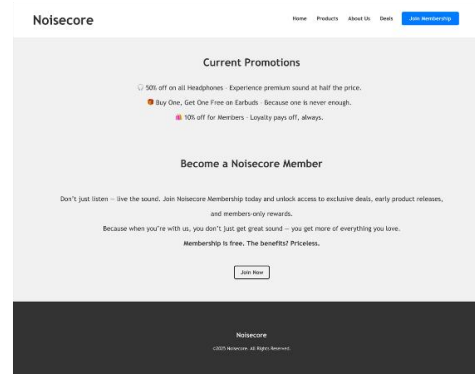 Noisecore
Home Products About Us Deals Join Membership
Current Promotions
🎧 50% off on all Headphones - Experience premium sound at half the price.
🎁 Buy One, Get One Free on Earbuds - Because one is never enough.
🛍️ 10% off for Members - Loyalty pays off, always.
Become a Noisecore Member
Don't just listen — live the sound. Join Noisecore Membership today and unlock access to exclusive deals, early product releases,
and members-only rewards.
Because when you're with us, you don't just get great sound — you get more of everything you love.
Membership is free. The benefits? Priceless.
Join Now
Noisecore
©2025 Noisecore. All Rights Reserved.